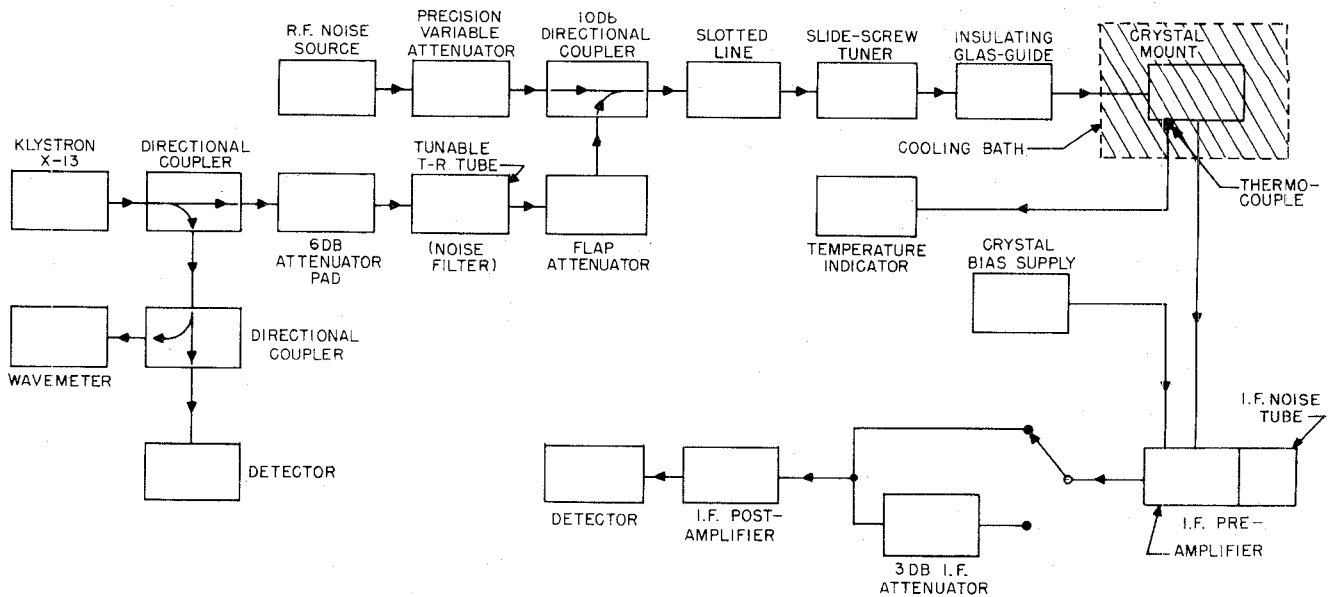 R.F. NOISE
SOURCE
PRECISION
VARIABLE
ATTENUATOR
10Db
DIRECTIONAL
COUPLER
SLOTTED
LINE
SLIDE-SCREW
TUNER
INSULATING
GLAS-GUIDE
CRYSTAL
MOUNT
COOLING BATH
THERMO-
COUPLE
KLYSTRON
X-13
DIRECTIONAL
COUPLER
TUNABLE
T-R TUBE
6DB
ATTENUATOR
PAD
(NOISE
FILTER)
FLAP
ATTENUATOR
TEMPERATURE
INDICATOR
CRYSTAL
BIAS SUPPLY
WAVEMETER
DIRECTIONAL
COUPLER
DETECTOR
I.F. NOISE
TUBE
DETECTOR
I.F. POST-
AMPLIFIER
3DB I.F.
ATTENUATOR
I.F. PRE-
AMPLIFIER